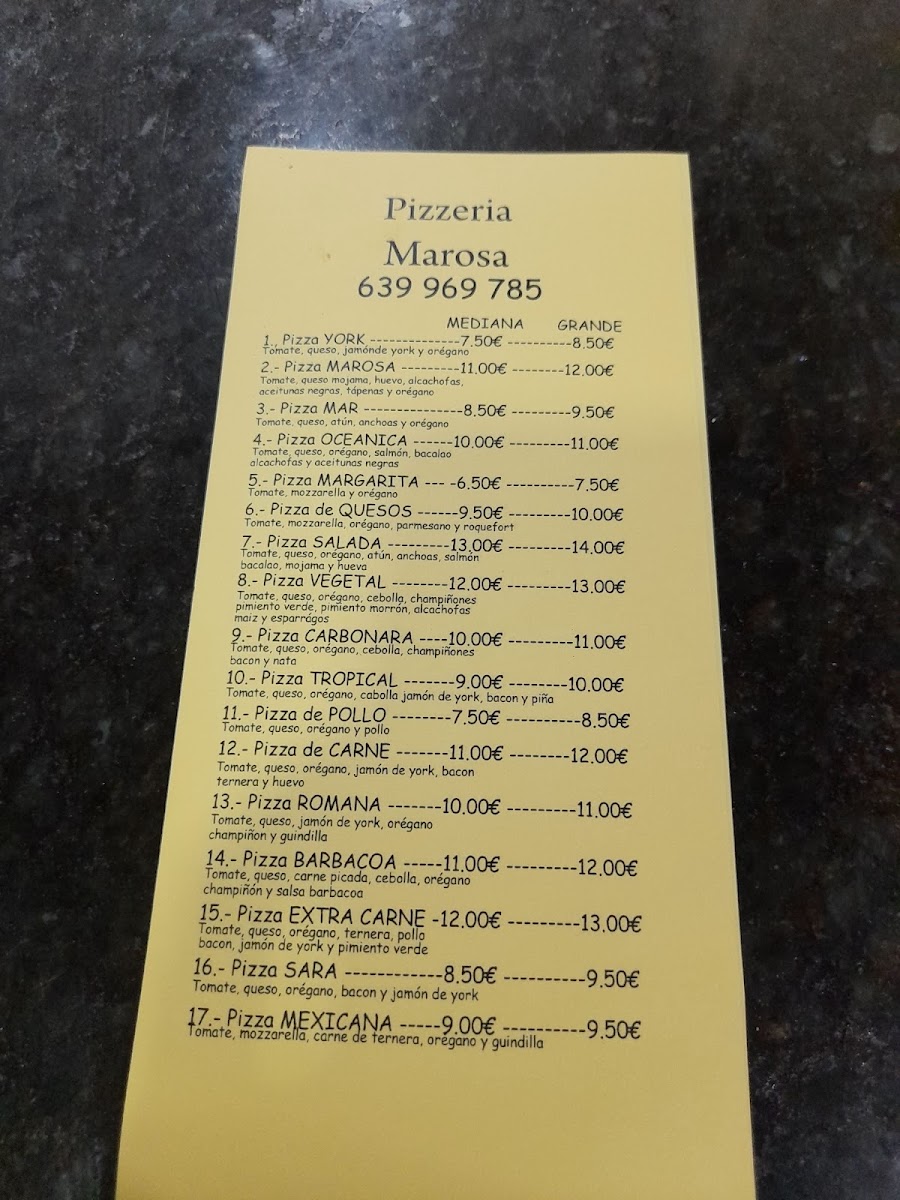 Pizzeria
Marosa
639 969 785
MEDIANA GRANDE
1., Pizza YORK --------------7.50€ ----------8.50€
Tomate, queso, jamónde york y orégano
2.- Pizza MAROSA ---------11.00€ --------12.00€
Tomate, queso mojama, huevo, alcachofas,
aceitunas negras, tápenas y orégano
3.- Pizza MAR ---------------8.50€ ---------9.50€
Tomate, queso, atún, anchoas y orégano
4.- Pizza OCEANICA ------10.00€ ---------11.00€
Tomate, queso, orégano, salmón, bacalao
alcachofas y aceitunas negras
5.- Pizza MARGARITA --- -6.50€ ----------7.50€
Tomate, mozzarella y orégano
6.- Pizza de QUESOS ------9.50€ ---------10.00€
Tomate, mozzarella, orégano, parmesano y roquefort
7.- Pizza SALADA ---------13.00€ ---------14.00€
Tomate, queso, orégano, atún, anchoas, salmón
bacalao, mojama y hueva
8.- Pizza VEGETAL --------12.00€ ---------13.00€
Tomate, queso, orégano, cebolla, champiñones
pimiento verde, pimiento morrón, alcachofas
maiz y esparrágos
9.- Pizza CARBONARA ----10.00€ ---------11.00€
Tomate, queso, orégano, cebolla, champiñones
bacon y nata
10.- Pizza TROPICAL -------9.00€ ---------10.00€
Tomate, queso, orégano, cabolla jamón de york, bacon y piña
11.- Pizza de POLLO --------7.50€ ----------8.50€
Tomate, queso, orégano y pollo
12.- Pizza de CARNE -------11.00€ ---------12.00€
Tomate, queso, orégano, jamón de york, bacon
ternera y huevo
13.- Pizza ROMANA -------10.00€ ---------11.00€
Tomate, queso, jamón de york, orégano
champiñon y guindilla
14.- Pizza BARBACOA -----11.00€ ---------12.00€
Tomate, queso, carne picada, cebolla, orégano
champiñón y salsa barbacoa
15.- Pizza EXTRA CARNE -12.00€ ---------13.00€
Tomate, queso, orégano, ternera, pollo
bacon, jamón de york y pimiento verde
16.- Pizza SARA ------------8.50€ ----------9.50€
Tomate, queso, orégano, bacon y jamón de york
17.- Pizza MEXICANA -----9.00€ ----------9.50€
Tomate, mozzarella, carne de ternera, orégano y guindilla